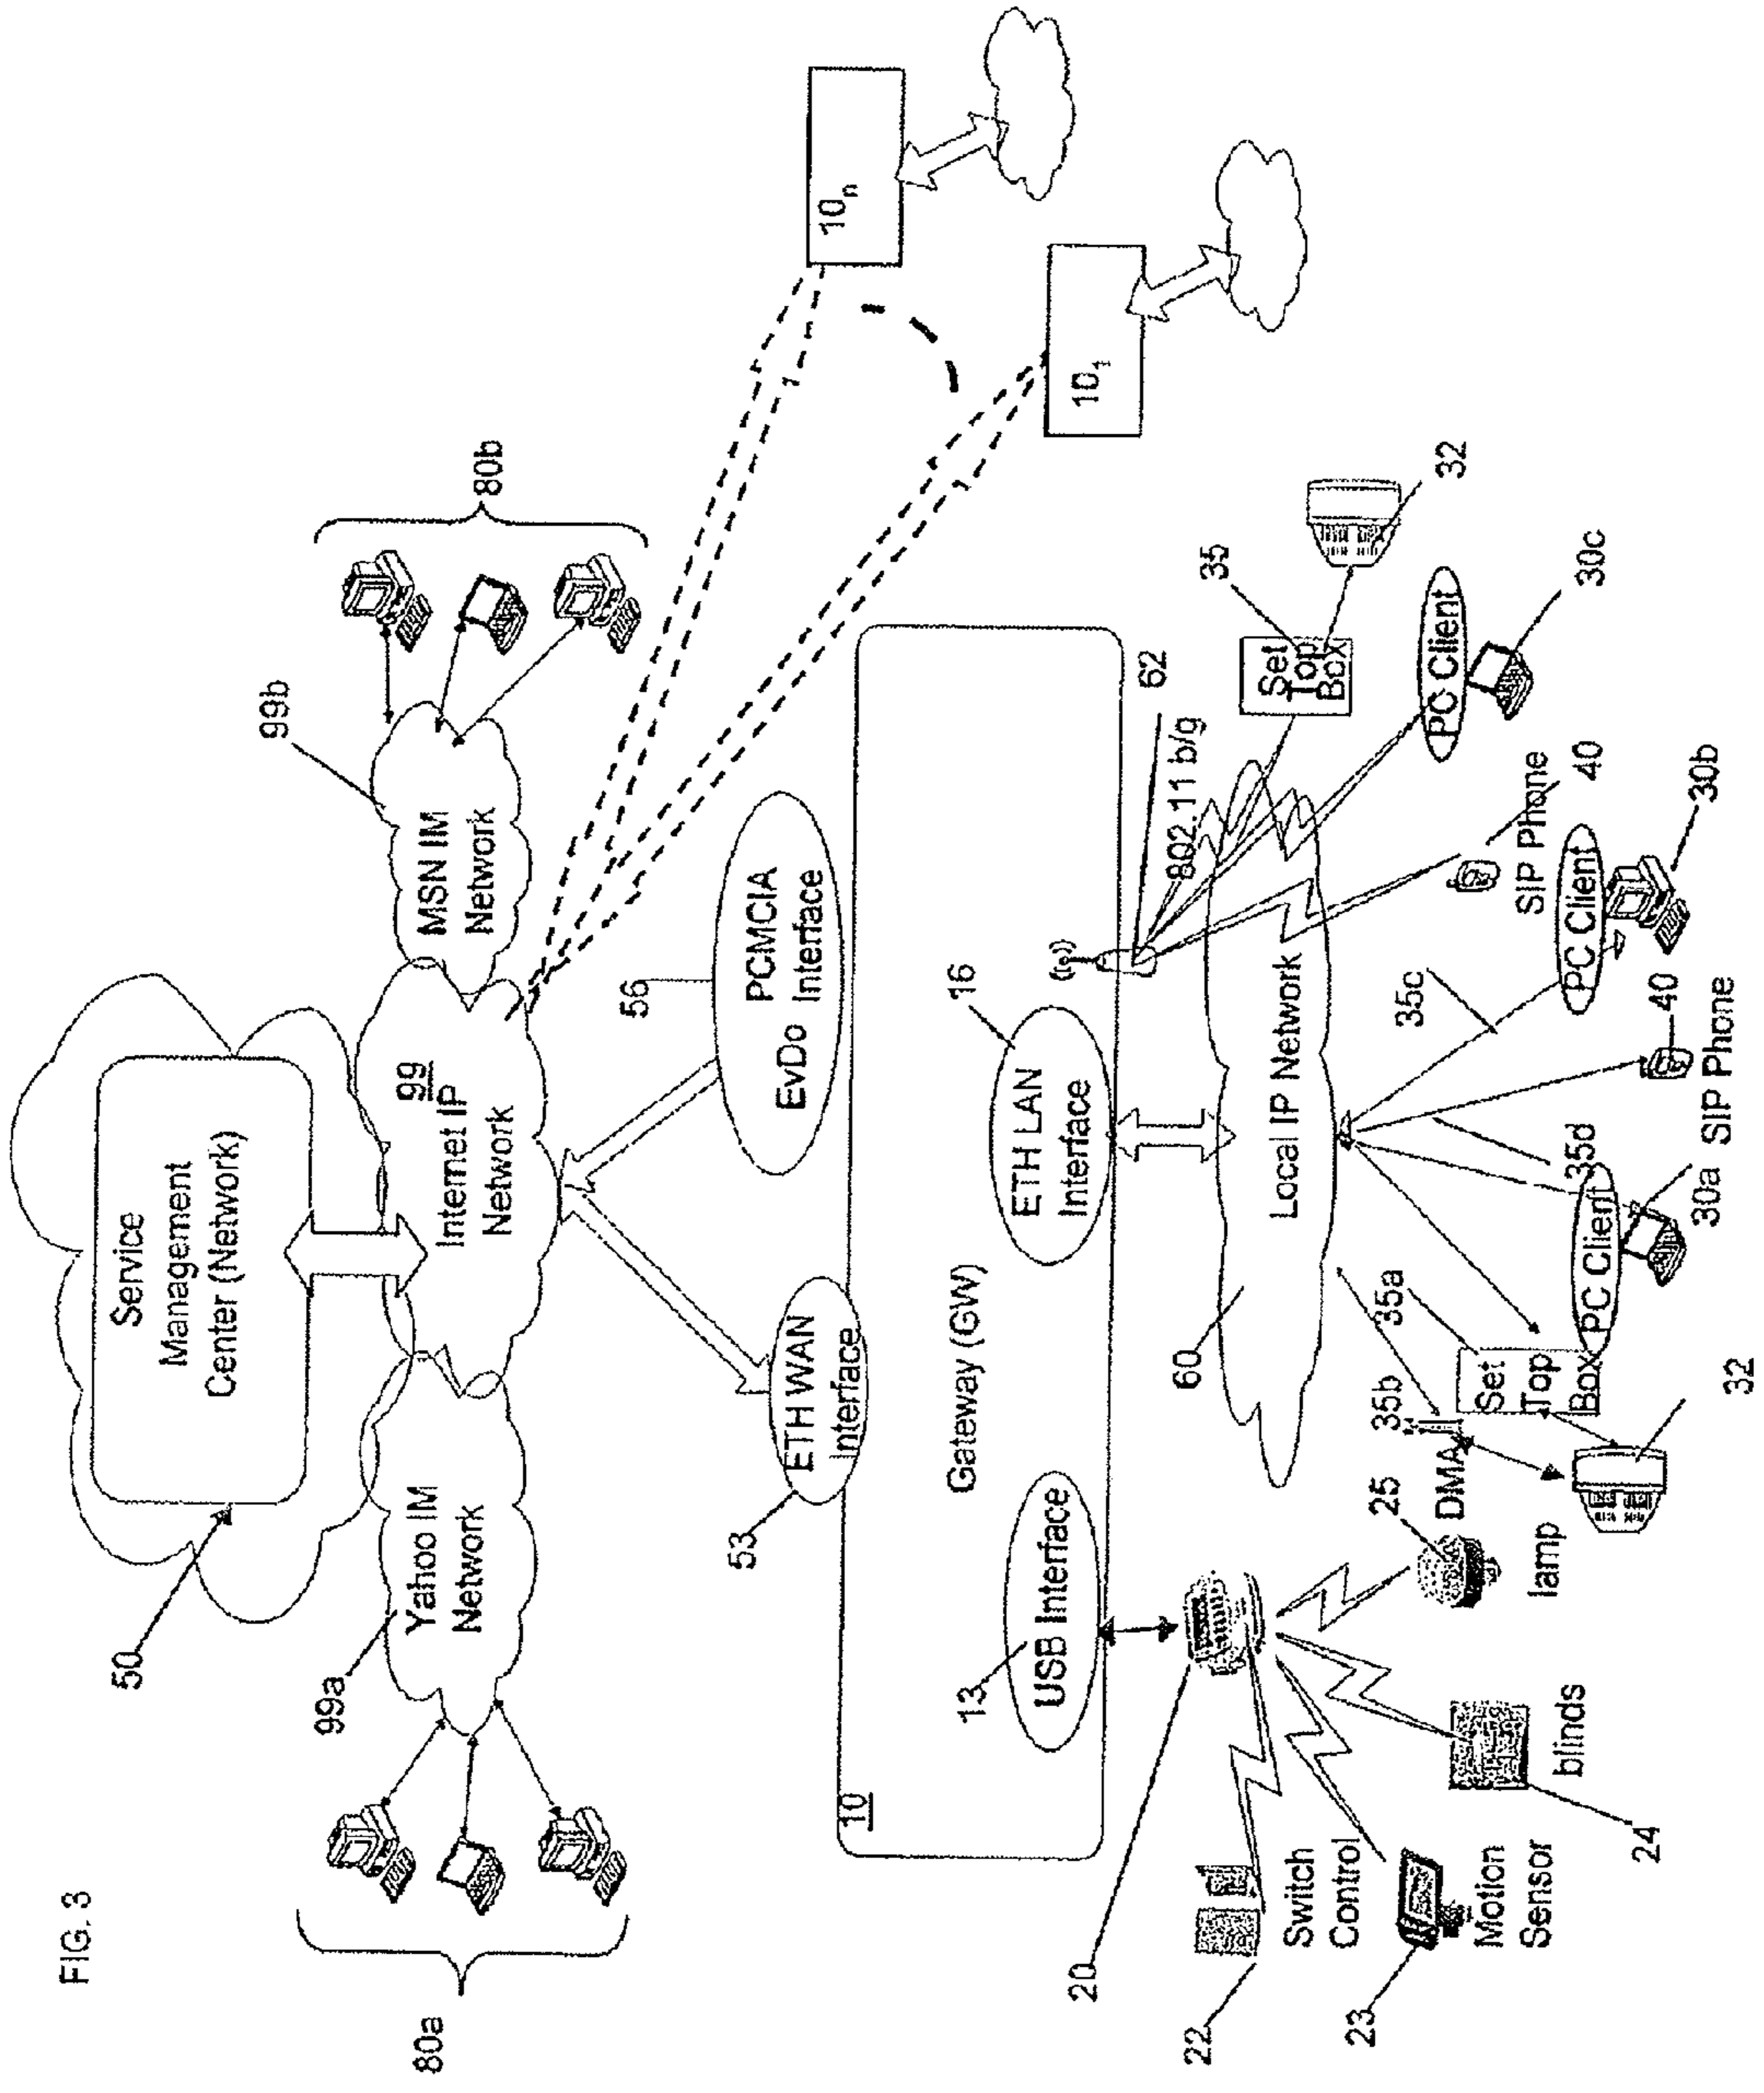 FIG. 3
50
Service
Management
Center (Network)
80a
99a
Yahoo IM
Network
99
Internet IP
Network
99b
MSN IM
Network
80b
53
ETH WAN
Interface
56
PCMCIA
EvDo Interface
10
Gateway (GW)
13
USB Interface
16
ETH LAN
Interface
10n
101
62
802.11 b/g
60
Local IP Network
20
22
Switch
Control
23
Motion
Sensor
24
blinds
25
lamp
DMA
35b
35a
Set
Top
Box
32
PC Client
30a
35d
SIP Phone
40
35c
PC Client
30b
SIP Phone
40
35
Set
Top
Box
32
PC Client
30c